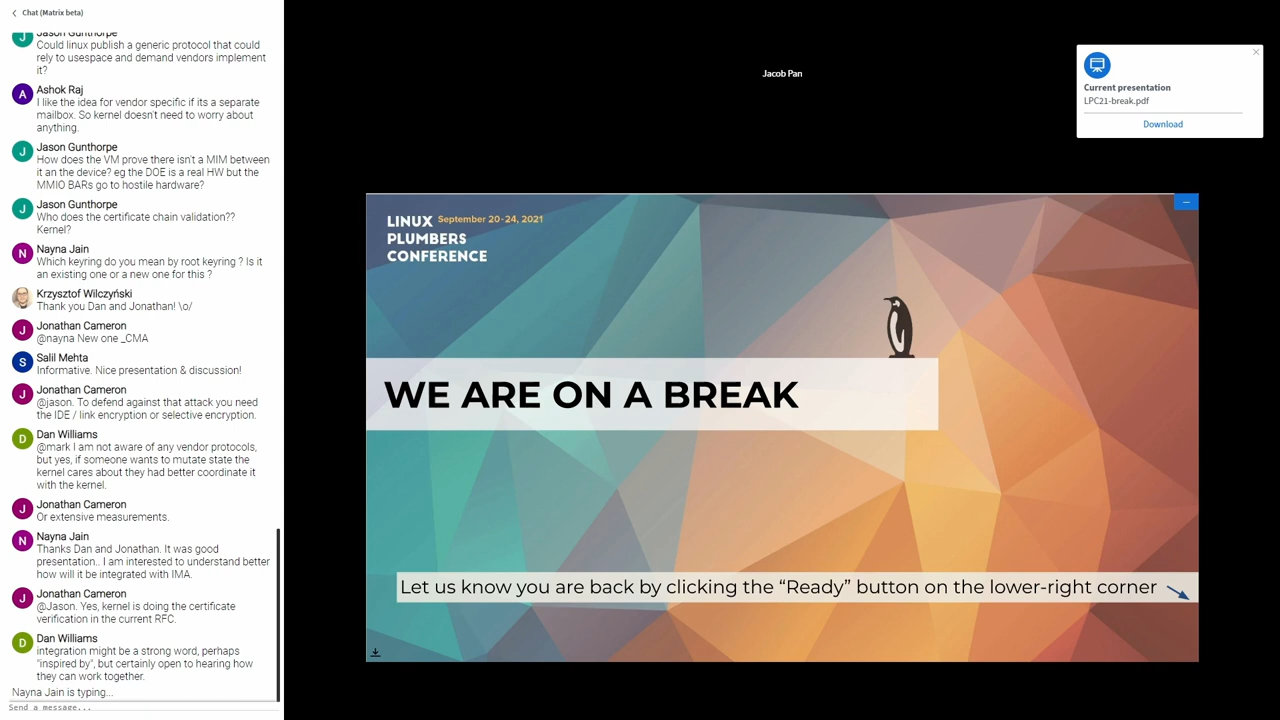 Chat (Matrix beta)
J
Jason Gunthorpe
Could linux publish a generic protocol that could
rely to usespace and demand vendors implement
it?
A
Ashok Raj
I like the idea for vendor specific if its a separate
mailbox. So kernel doesn't need to worry about
anything.
J
Jason Gunthorpe
How does the VM prove there isn't a MIM between
it an the device? eg the DOE is a real HW but the
MMIO BARs go to hostile hardware?
J
Jason Gunthorpe
Who does the certificate chain validation??
Kernel?
N
Nayna Jain
Which keyring do you mean by root keyring ? Is it
an existing one or a new one for this ?
Krzysztof Wilczyński
Thank you Dan and Jonathan! \o/
J
Jonathan Cameron
@nayna New one _CMA
S
Salil Mehta
Informative. Nice presentation & discussion!
J
Jonathan Cameron
@jason. To defend against that attack you need
the IDE / link encryption or selective encryption.
D
Dan Williams
@mark I am not aware of any vendor protocols,
but yes, if someone wants to mutate state the
kernel cares about they had better coordinate it
with the kernel.
J
Jonathan Cameron
Or extensive measurements.
N
Nayna Jain
Thanks Dan and Jonathan. It was good
presentation.. I am interested to understand better
how will it be integrated with IMA.
J
Jonathan Cameron
@Jason. Yes, kernel is doing the certificate
verification in the current RFC.
D
Dan Williams
integration might be a strong word, perhaps
"inspired by", but certainly open to hearing how
they can work together.
Nayna Jain is typing...
Send a message...
Jacob Pan
Current presentation
LPC21-break.pdf
Download
LINUX
PLUMBERS
CONFERENCE
September 20-24, 2021
WE ARE ON A BREAK
Let us know you are back by clicking the “Ready” button on the lower-right corner